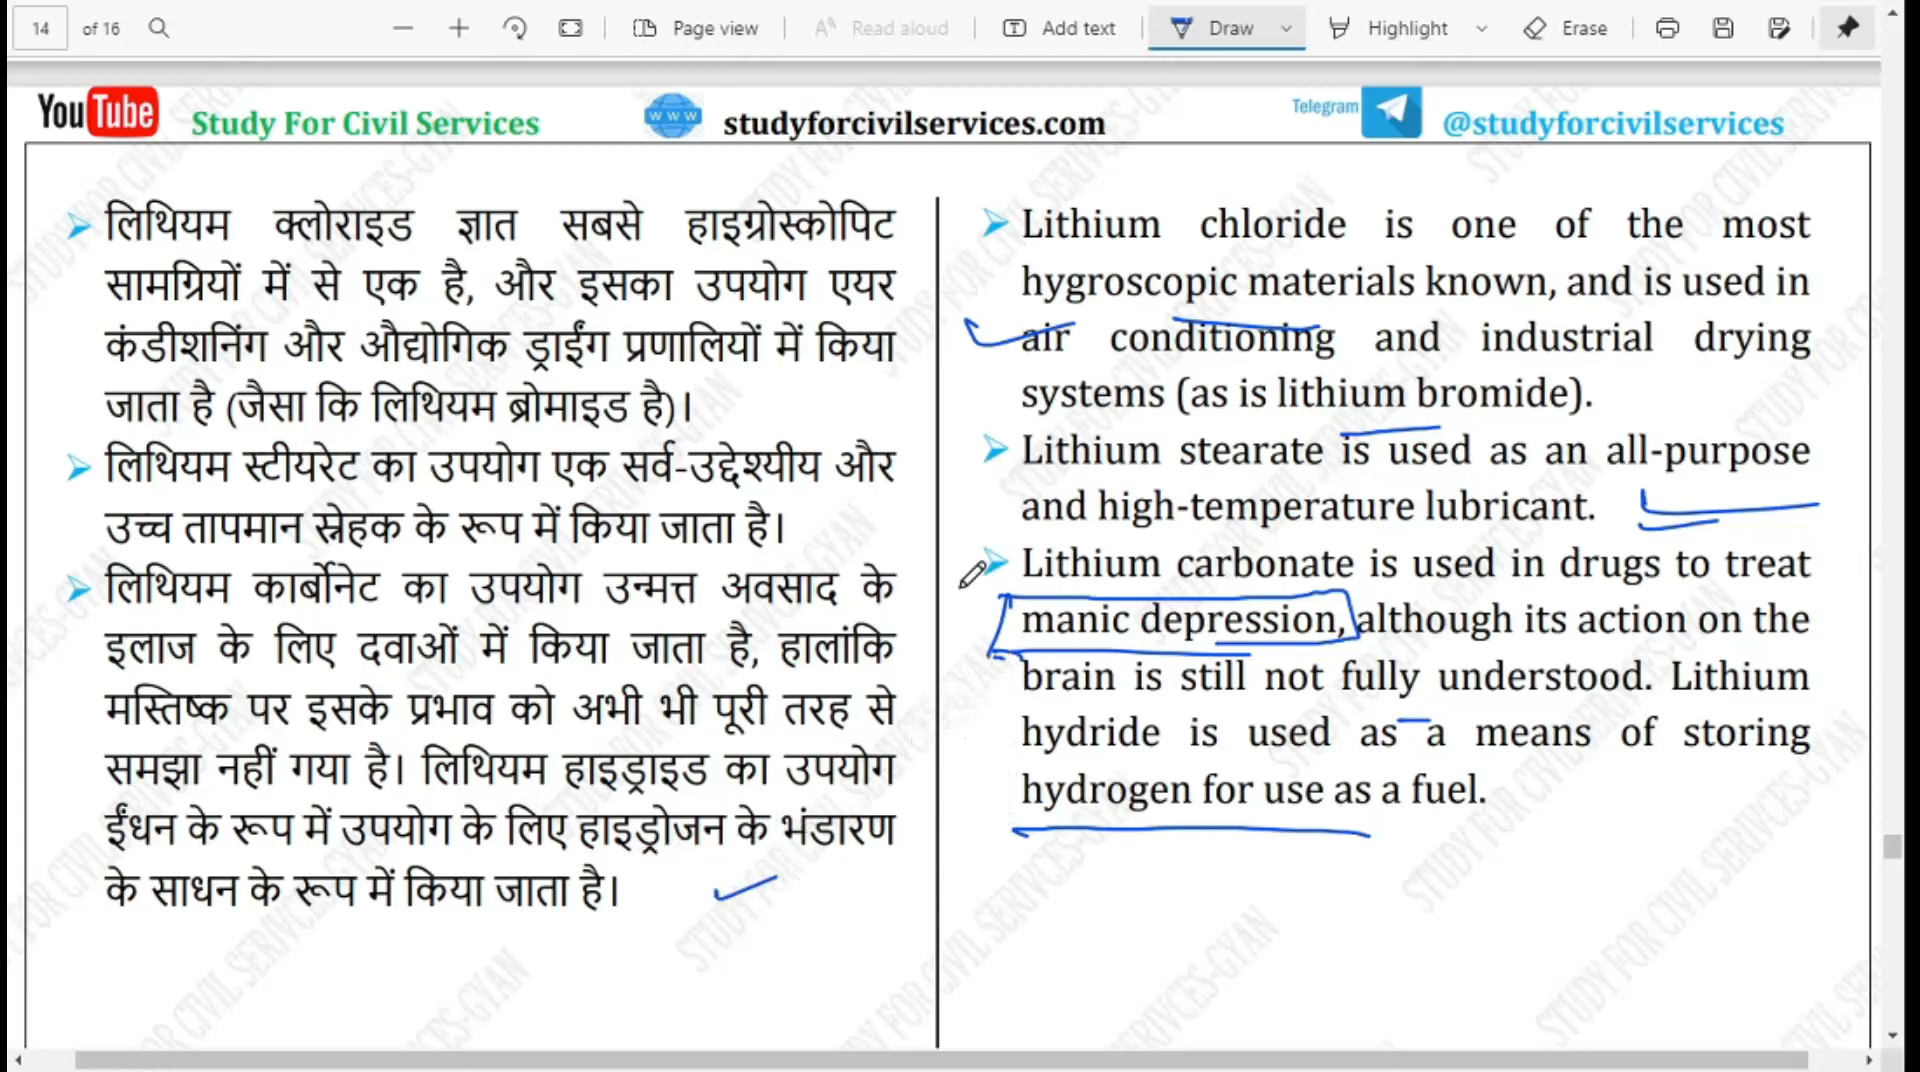 14 of 16 Page view Read aloud Add text Draw Highlight Erase
YouTube Study For Civil Services www studyforcivilservices.com Telegram @studyforcivilservices
लिथियम क्लोराइड ज्ञात सबसे हाइग्रोस्कोपिट
सामग्रियों में से एक है, और इसका उपयोग एयर
कंडीशनिंग और औद्योगिक ड्राईंग प्रणालियों में किया
जाता है (जैसा कि लिथियम ब्रोमाइड है)।
लिथियम स्टीयरेट का उपयोग एक सर्व-उद्देश्यीय और
उच्च तापमान स्नेहक के रूप में किया जाता है।
लिथियम कार्बोनेट का उपयोग उन्मत्त अवसाद के
इलाज के लिए दवाओं में किया जाता है, हालांकि
मस्तिष्क पर इसके प्रभाव को अभी भी पूरी तरह से
समझा नहीं गया है। लिथियम हाइड्राइड का उपयोग
ईंधन के रूप में उपयोग के लिए हाइड्रोजन के भंडारण
के साधन के रूप में किया जाता है।
Lithium chloride is one of the most
hygroscopic materials known, and is used in
air conditioning and industrial drying
systems (as is lithium bromide).
Lithium stearate is used as an all-purpose
and high-temperature lubricant.
Lithium carbonate is used in drugs to treat
manic depression, although its action on the
brain is still not fully understood. Lithium
hydride is used as a means of storing
hydrogen for use as a fuel.
STUDY FOR CIVIL SERIVCES-GYAN